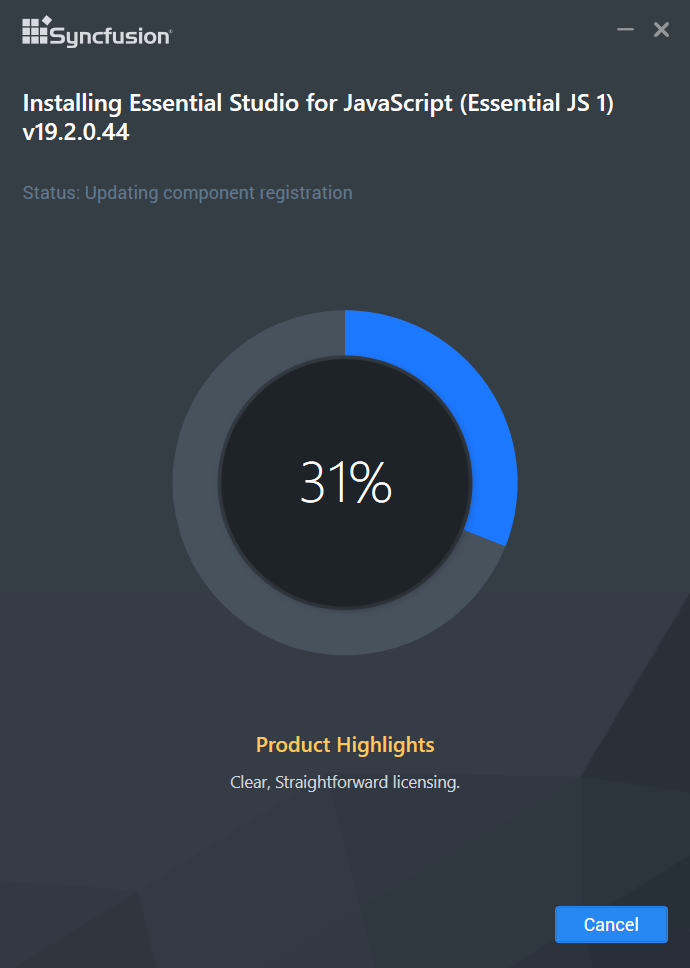 Syncfusion®
Installing Essential Studio for JavaScript (Essential JS 1)
v19.2.0.44
Status: Updating component registration
31%
Product Highlights
Clear, Straightforward licensing.
Cancel